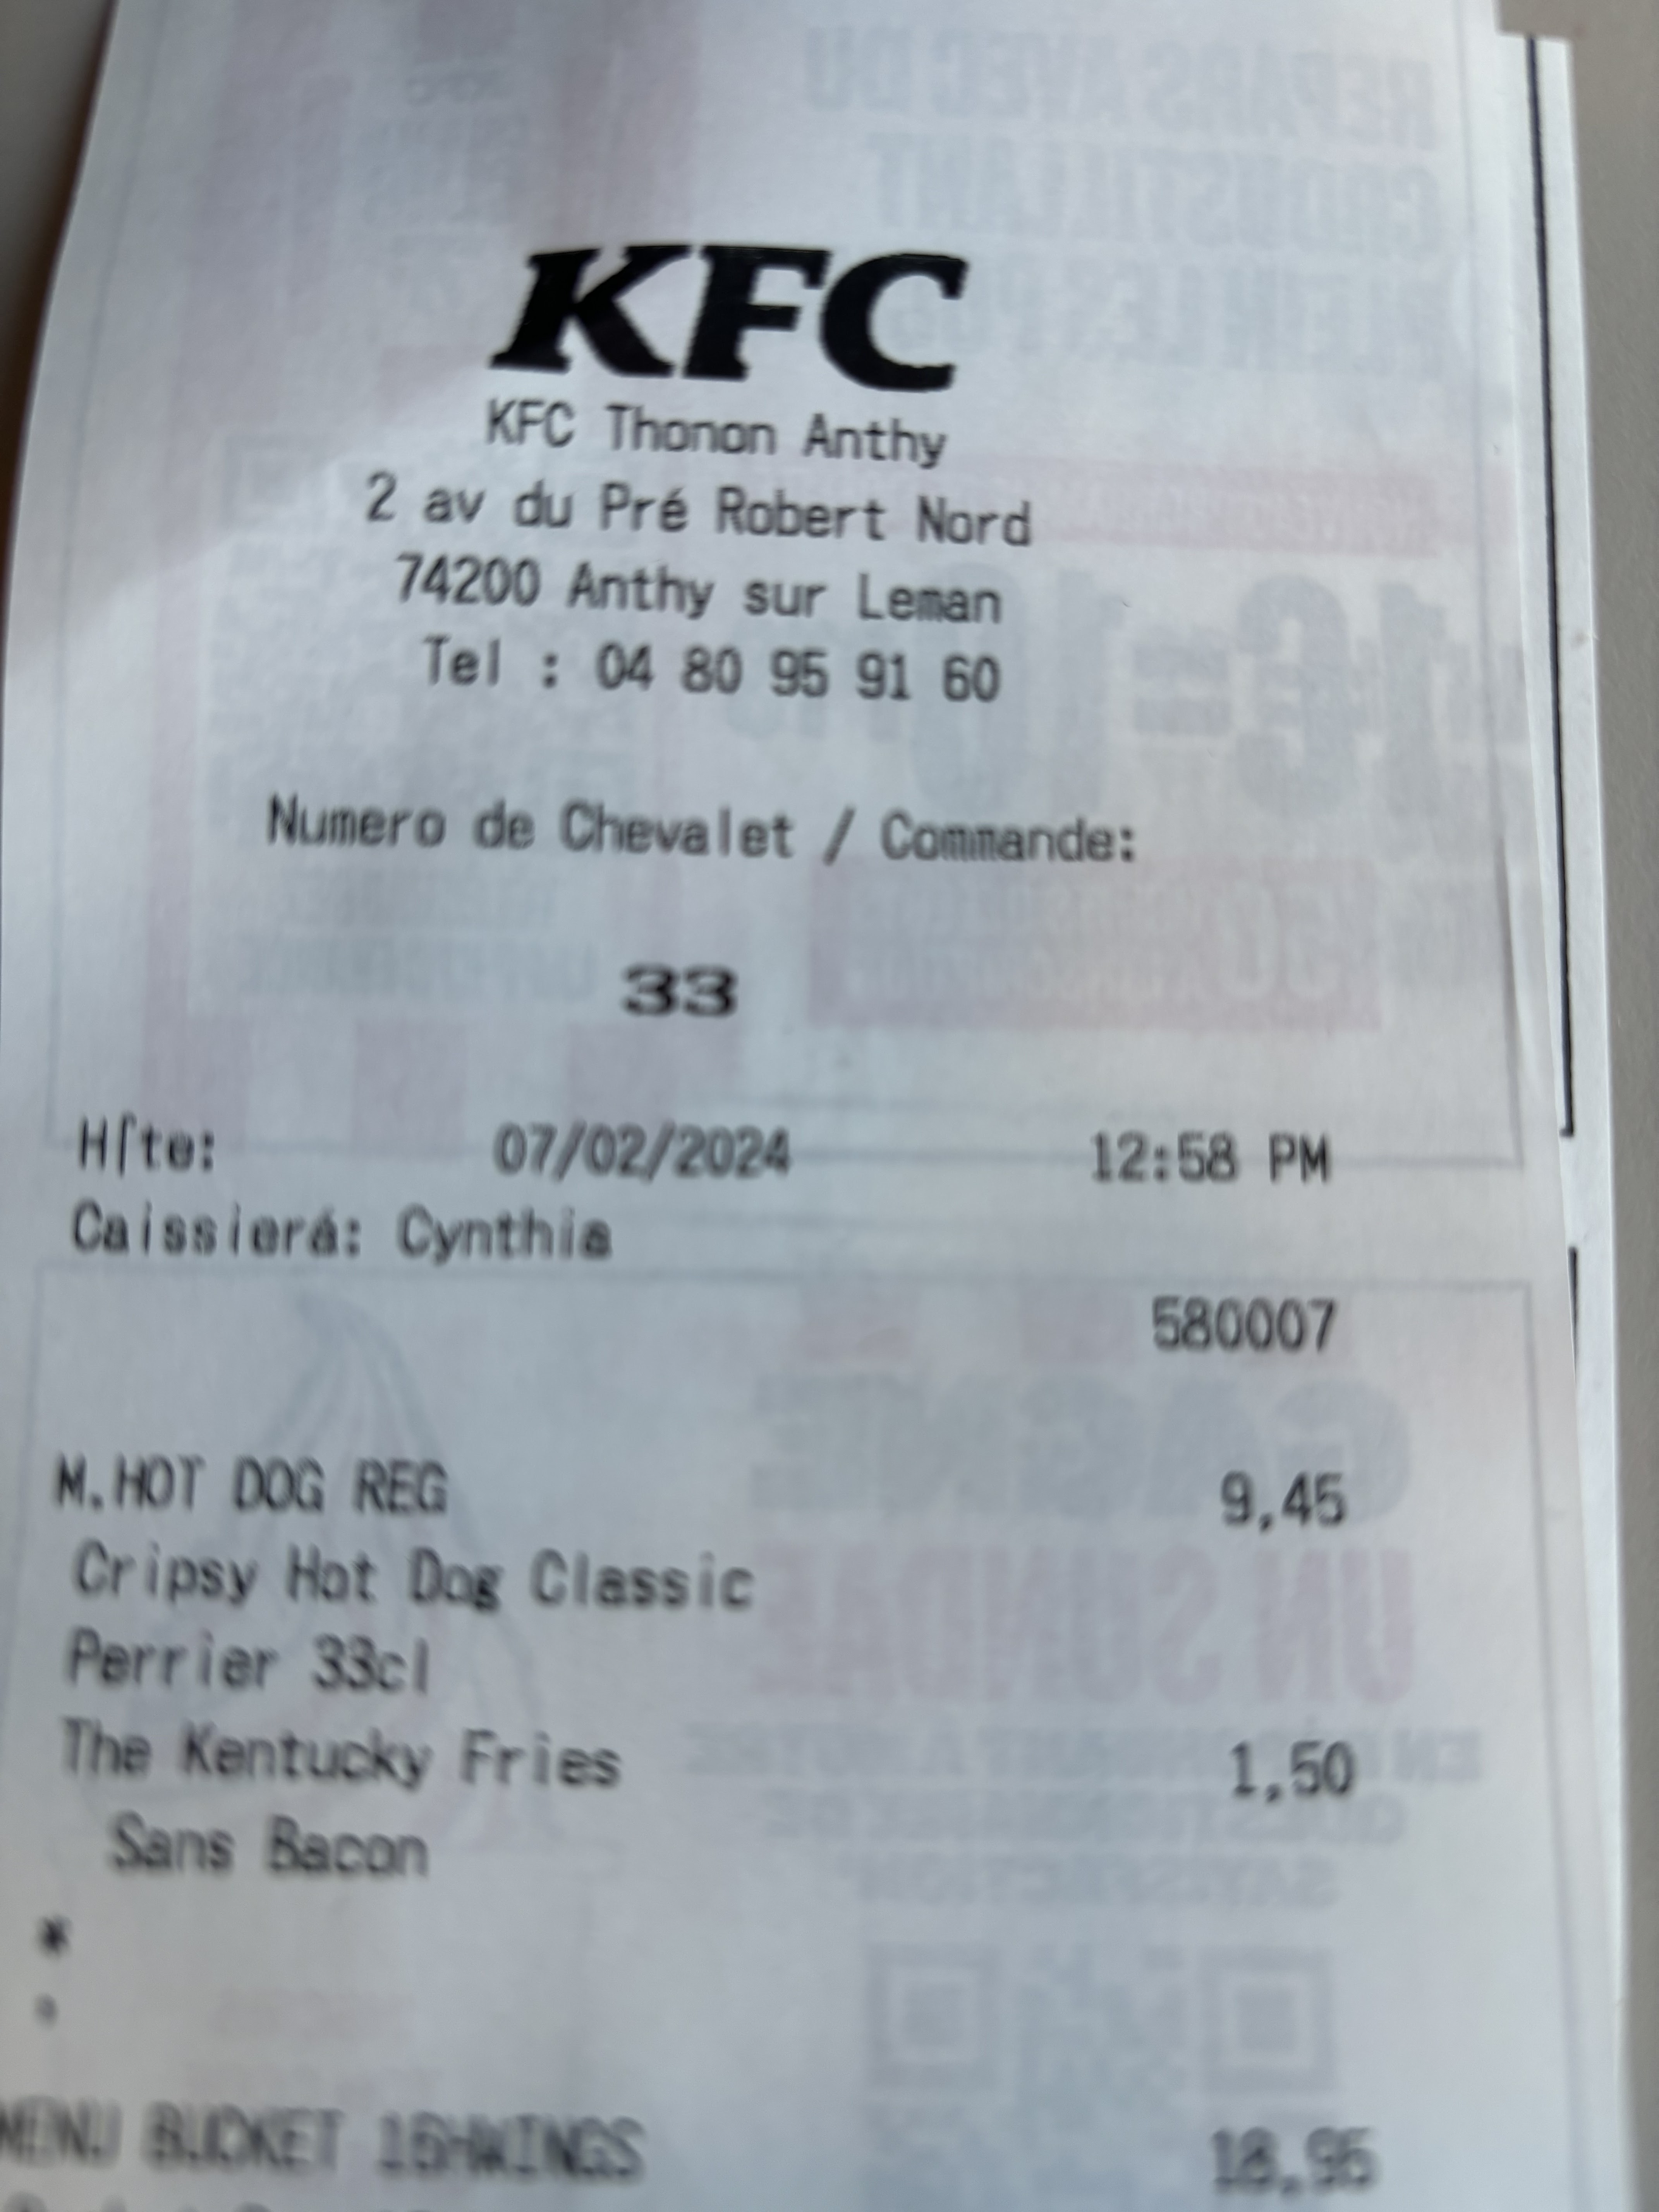 KFC
KFC Thonon Anthy
2 av du Pré Robert Nord
74200 Anthy sur Leman
Tel : 04 80 95 91 60
Numero de Chevalet / Commande:
33
H⌠te: 07/02/2024 12:58 PM
Caissierá: Cynthia
580007
M.HOT DOG REG 9,45
Cripsy Hot Dog Classic
Perrier 33cl
The Kentucky Fries 1,50
Sans Bacon
*
MENU BUCKET 16HWINGS 18,95